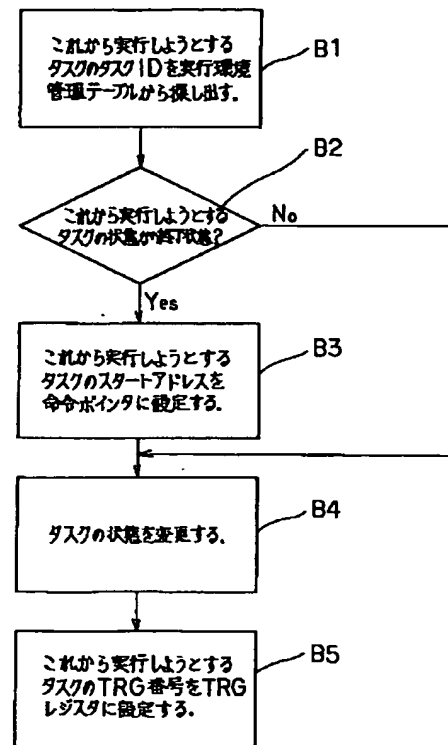 これから実行しようとする
タスクのタスクIDを実行環境
管理テーブルから探し出す。
B1
B2
これから実行しようとする
タスクの状態が終了状態?
No
Yes
これから実行しようとする
タスクのスタートアドレスを
命令ポインタに設定する。
B3
タスクの状態を変更する。
B4
これから実行しようとする
タスクのTRG番号をTRG
レジスタに設定する。
B5